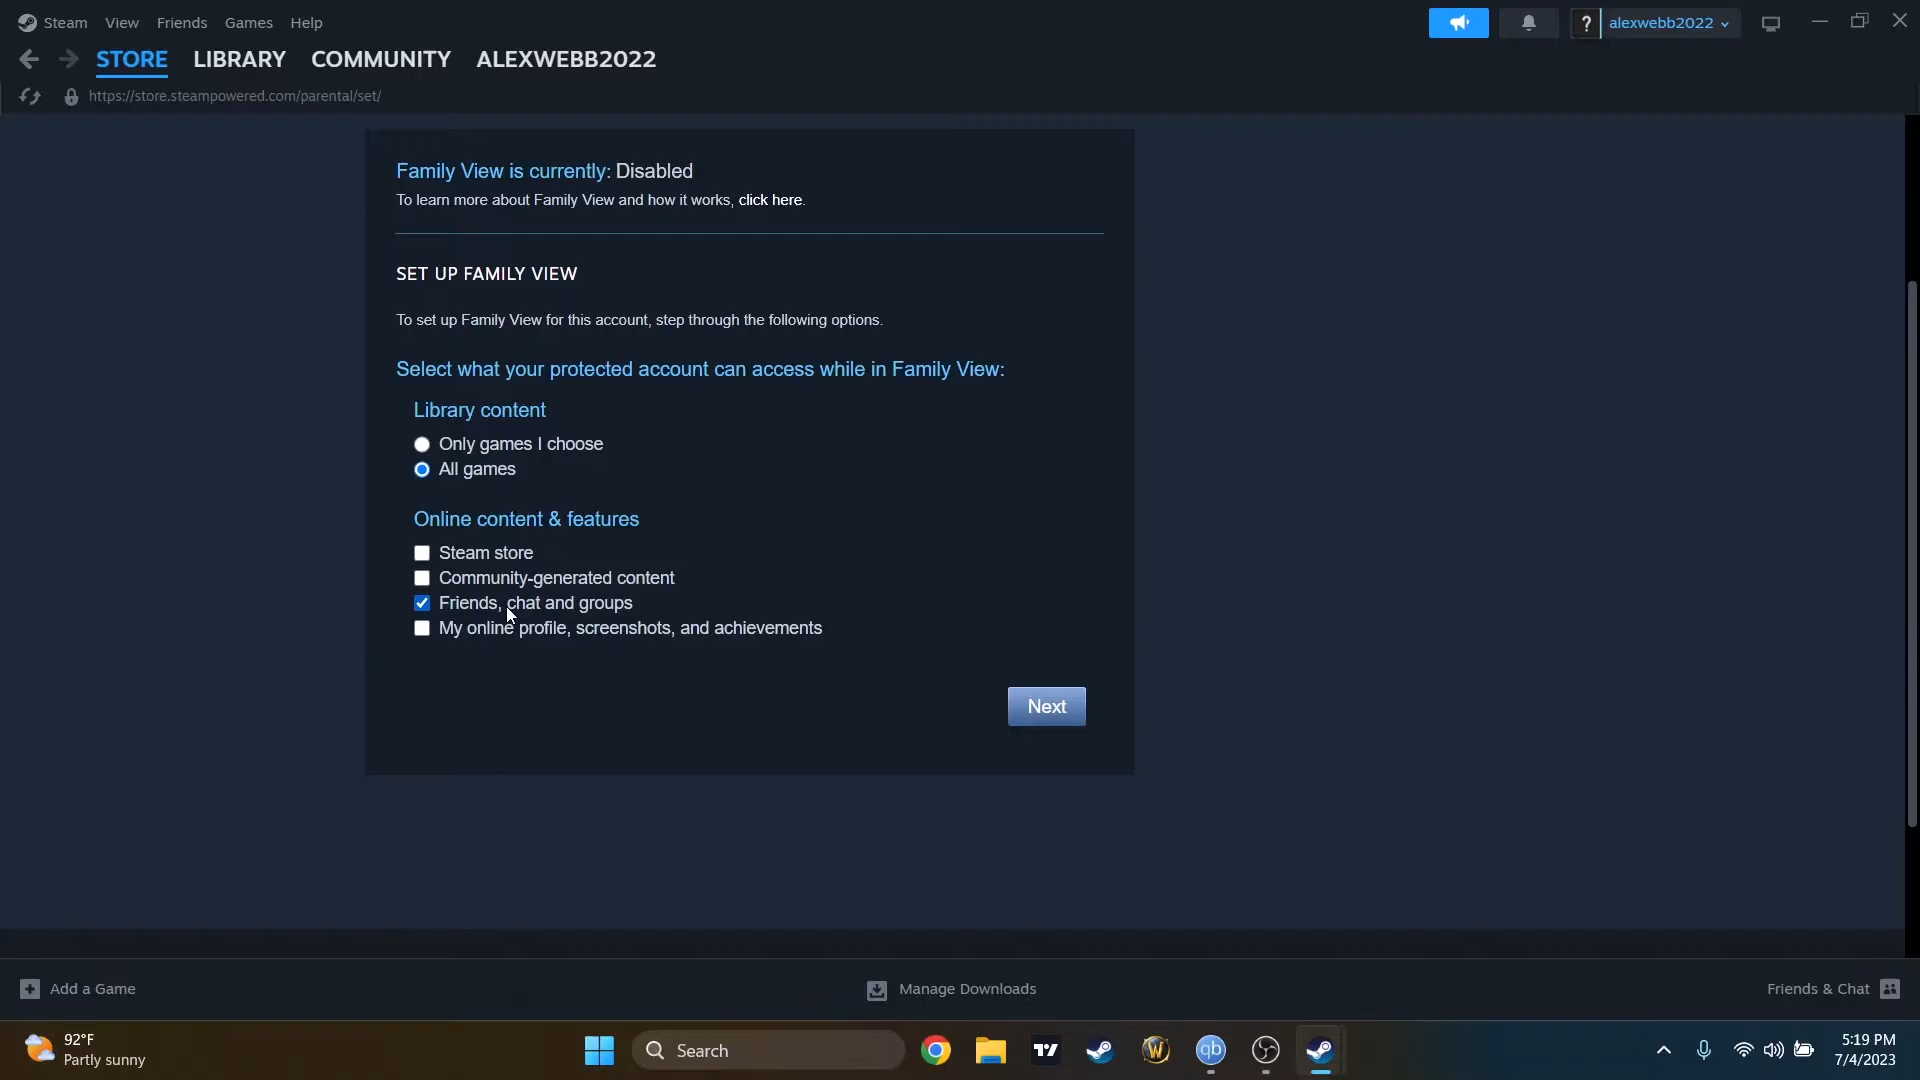 Steam View Friends Games Help
? alexwebb2022
STORE LIBRARY COMMUNITY ALEXWEBB2022
https://store.steampowered.com/parental/set/
Family View is currently: Disabled
To learn more about Family View and how it works, click here.
SET UP FAMILY VIEW
To set up Family View for this account, step through the following options.
Select what your protected account can access while in Family View:
Library content
Only games I choose
All games
Online content & features
Steam store
Community-generated content
Friends, chat and groups
My online profile, screenshots, and achievements
Next
Add a Game
Manage Downloads
Friends & Chat
92°F
Partly sunny
Search
qb
5:19 PM
7/4/2023